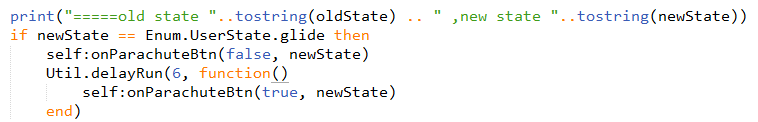 print("=====old state "..tostring(oldState) .. " ,new state "..tostring(newState))
if newState == Enum.UserState.glide then
    self:onParachuteBtn(false, newState)
    Util.delayRun(6, function()
        self:onParachuteBtn(true, newState)
    end)